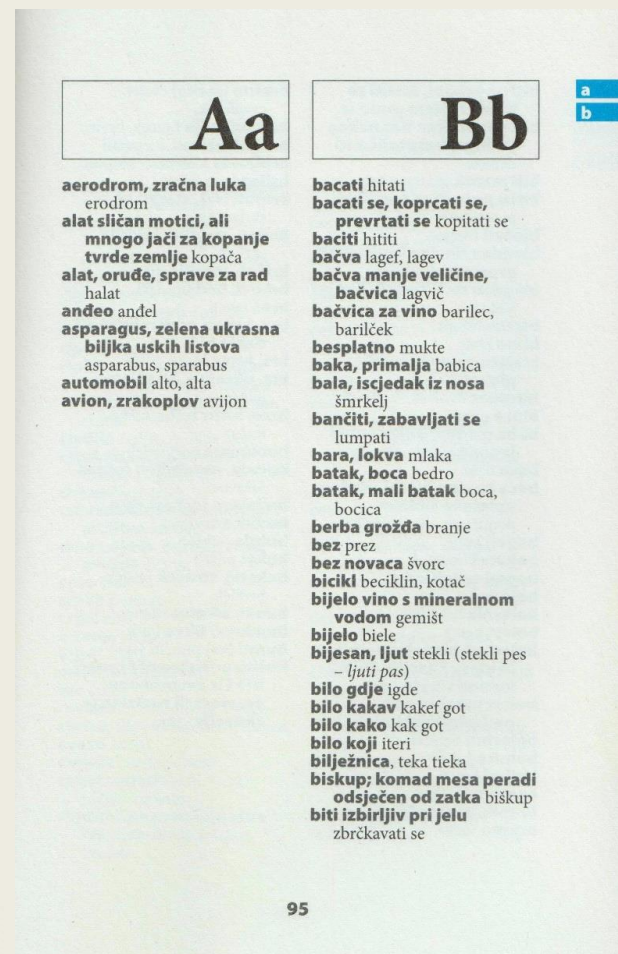 Aa
aerodrom, zračna luka
erodrom
alat sličan motici, ali
mnogo jači za kopanje
tvrde zemlje kopača
alat, oruđe, sprave za rad
halat
anđeo anđel
asparagus, zelena ukrasna
biljka uskih listova
asparabus, sparabus
automobil alto, alta
avion, zrakoplov avijon
Bb
bacati hitati
bacati se, koprcati se,
prevrtati se kopitati se
baciti hititi
bačva lagef, lagev
bačva manje veličine,
bačvica lagvič
bačvica za vino barilec,
barilček
besplatno mukte
baka, primalja babica
bala, iscjedak iz nosa
šmrkelj
bančiti, zabavljati se
lumpati
bara, lokva mlaka
batak, boca bedro
batak, mali batak boca,
bocica
berba grožđa branje
bez prez
bez novaca švorc
bicikl beciklin, kotač
bijelo vino s mineralnom
vodom gemišt
bijelo biele
bijesan, ljut stekli (stekli pes
– ljuti pas)
bilo gdje igde
bilo kakav kakef got
bilo kako kak got
bilo koji iteri
bilježnica, teka tieka
biskup; komad mesa peradi
odsječen od zatka biškup
biti izbirljiv pri jelu
zbrčkavati se
a
b
95